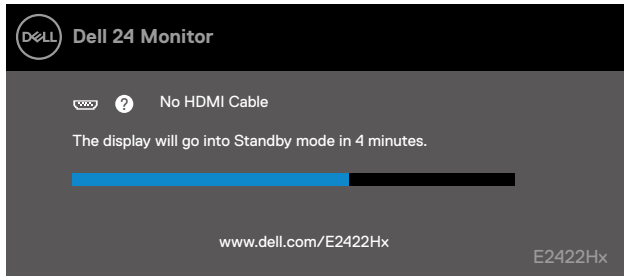 DELL Dell 24 Monitor
? No HDMI Cable
The display will go into Standby mode in 4 minutes.
www.dell.com/E2422Hx
E2422Hx